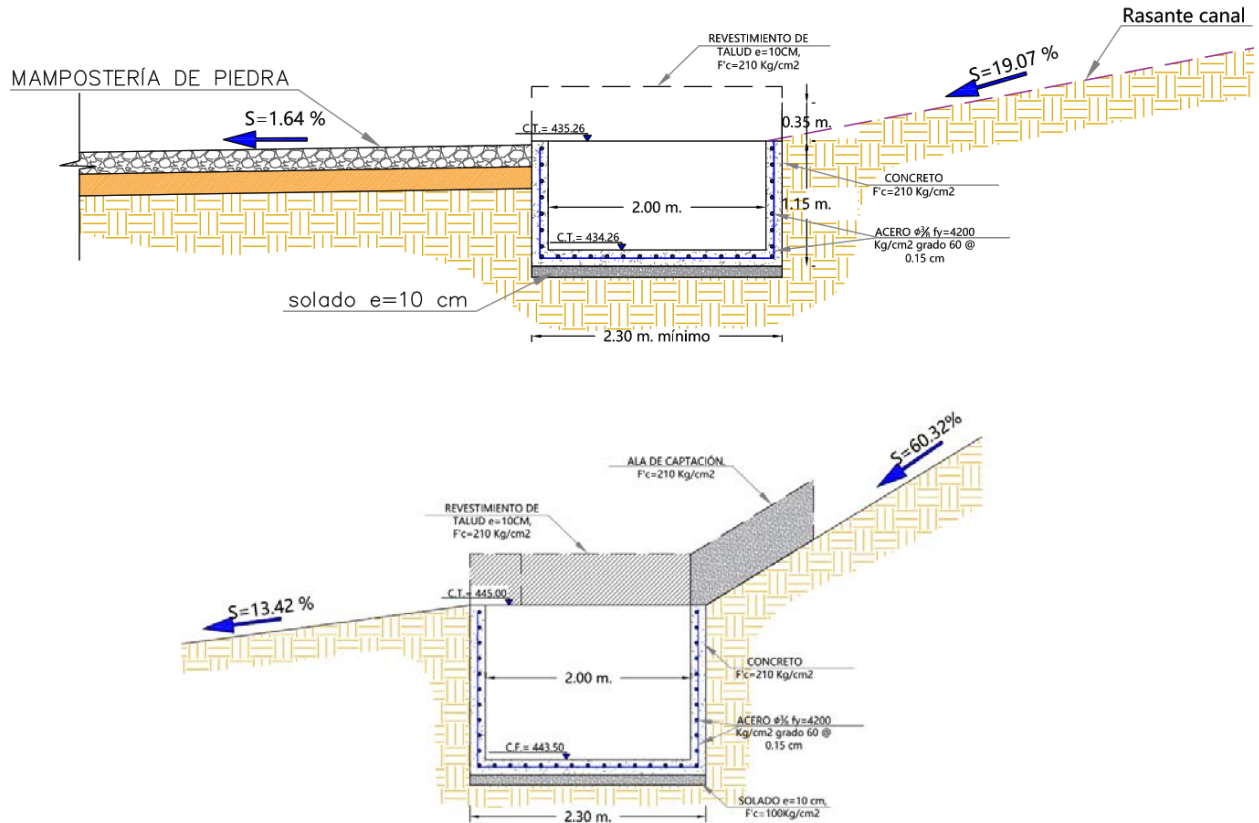 Rasante canal
REVESTIMIENTO DE
TALUD e=10CM,
F'c=210 Kg/cm2
S=19.07 %
MAMPOSTERÍA DE PIEDRA
S=1.64 %
C.T.= 435.26
0.35 m.
CONCRETO
F'c=210 Kg/cm2
2.00 m.
1.15 m.
ACERO ø⅜ fy=4200
Kg/cm2 grado 60 @
0.15 cm
C.T.= 434.26
solado e=10 cm
2.30 m. mínimo
S=60.32%
ALA DE CAPTACIÓN,
F'c=210 Kg/cm2
REVESTIMIENTO DE
TALUD e=10CM,
F'c=210 Kg/cm2
C.T.= 445.00
S=13.42 %
CONCRETO
F'c=210 Kg/cm2
2.00 m.
ACERO ø⅜ fy=4200
Kg/cm2 grado 60 @
0.15 cm
C.F.= 443.50
SOLADO e=10 cm,
F'c=100Kg/cm2
2.30 m.